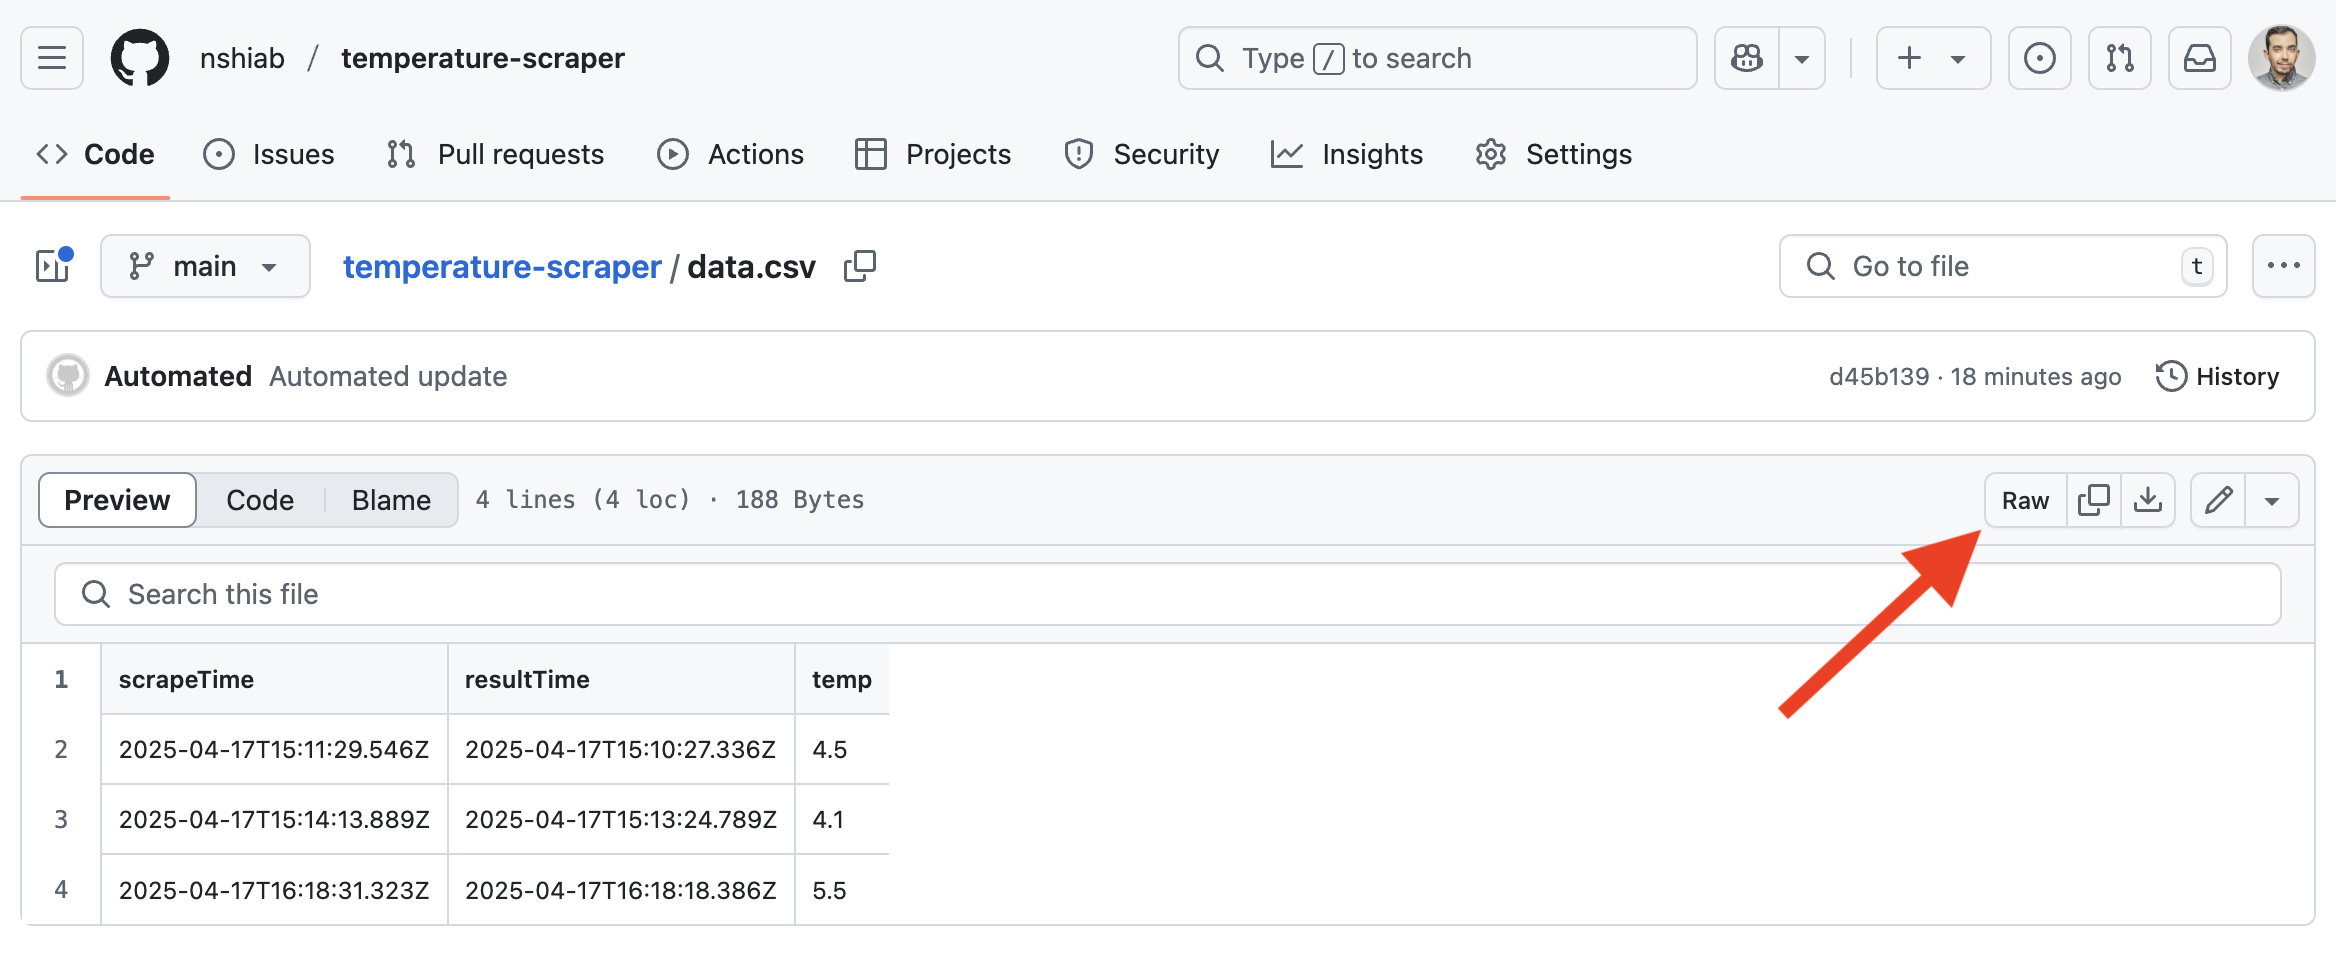 nshiab / temperature-scraper Type / to search
Code Issues Pull requests Actions Projects Security Insights Settings
main temperature-scraper / data.csv Go to file t
Automated Automated update d45b139 · 18 minutes ago History
Preview Code Blame 4 lines (4 loc) · 188 Bytes Raw
Search this file
1 scrapeTime resultTime temp
2 2025-04-17T15:11:29.546Z 2025-04-17T15:10:27.336Z 4.5
3 2025-04-17T15:14:13.889Z 2025-04-17T15:13:24.789Z 4.1
4 2025-04-17T16:18:31.323Z 2025-04-17T16:18:18.386Z 5.5